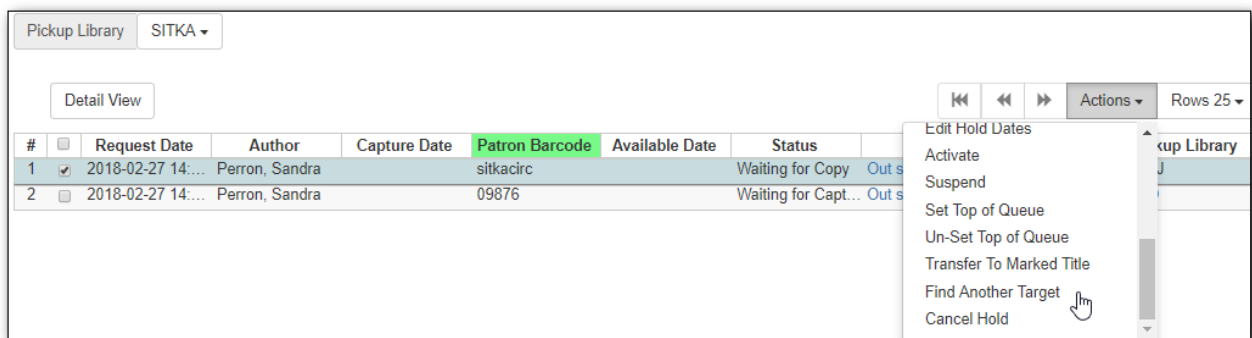 Pickup Library SITKA
Detail View Actions Rows 25
# Request Date Author Capture Date Patron Barcode Available Date Status kup Library
1 2018-02-27 14:... Perron, Sandra sitkacirc Waiting for Copy Out s J
2 2018-02-27 14:... Perron, Sandra 09876 Waiting for Capt... Out s
Edit Hold Dates
Activate
Suspend
Set Top of Queue
Un-Set Top of Queue
Transfer To Marked Title
Find Another Target
Cancel Hold